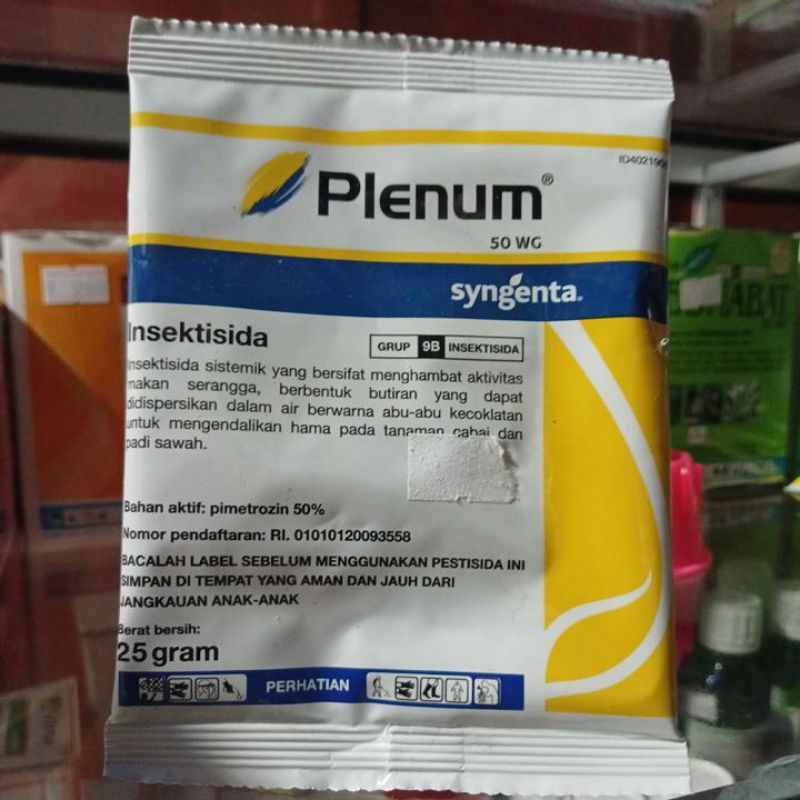 ID402190
Plenum®
50 WG
syngenta
Insektisida
GRUP 9B INSEKTISIDA
Insektisida sistemik yang bersifat menghambat aktivitas
makan serangga, berbentuk butiran yang dapat
didispersikan dalam air berwarna abu-abu kecoklatan
untuk mengendalikan hama pada tanaman cabai dan
padi sawah.
Bahan aktif: pimetrozin 50%
Nomor pendaftaran: RI. 01010120093558
BACALAH LABEL SEBELUM MENGGUNAKAN PESTISIDA INI
SIMPAN DI TEMPAT YANG AMAN DAN JAUH DARI
JANGKAUAN ANAK-ANAK
Berat bersih:
25 gram
PERHATIAN